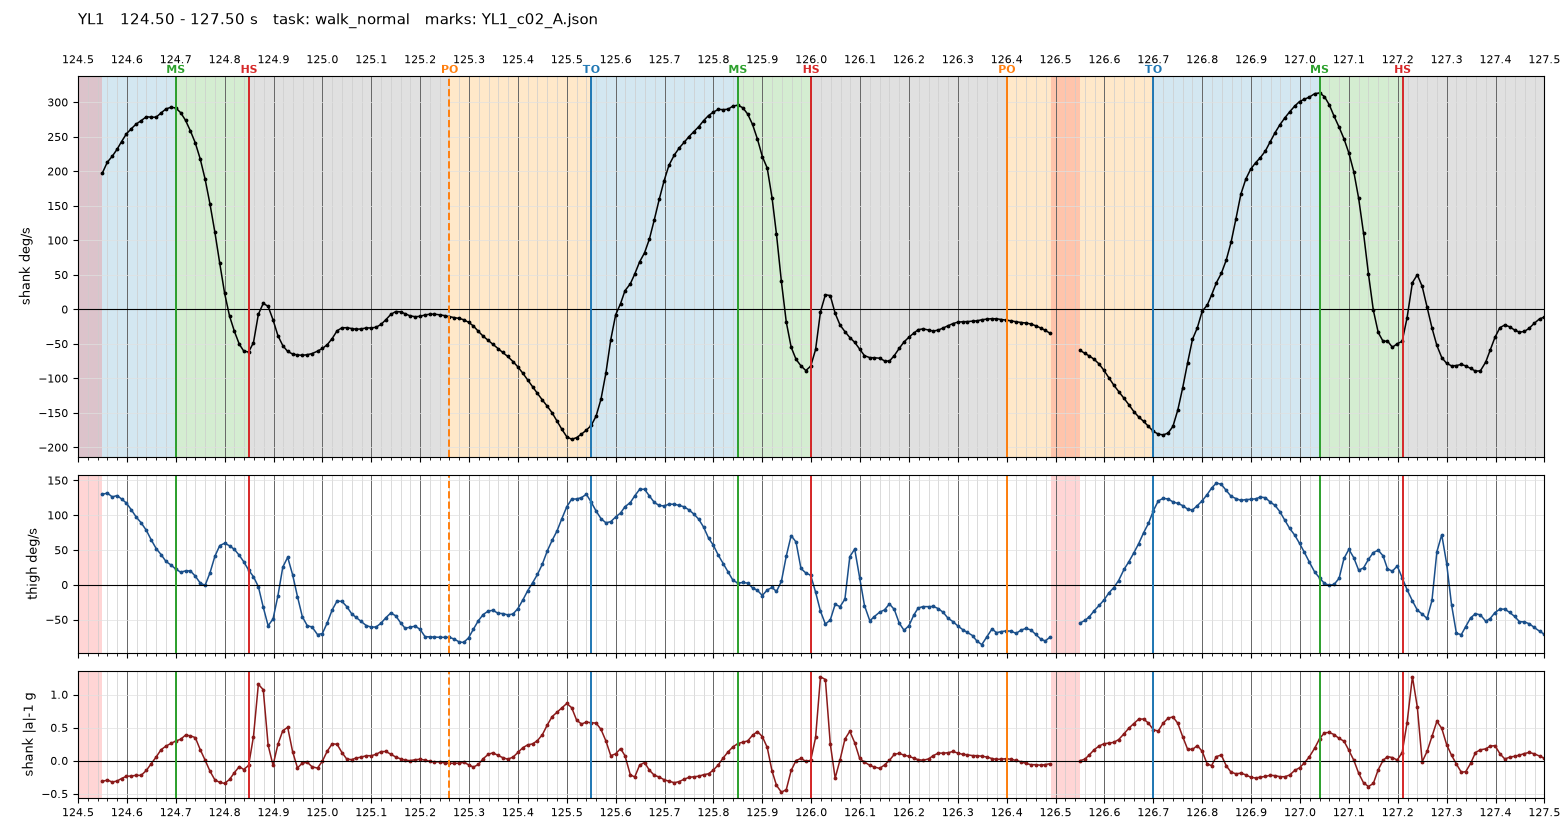 YL1   124.50 - 127.50 s   task: walk_normal   marks: YL1_c02_A.json
124.5 124.6 124.7 124.8 124.9 125.0 125.1 125.2 125.3 125.4 125.5 125.6 125.7 125.8 125.9 126.0 126.1 126.2 126.3 126.4 126.5 126.6 126.7 126.8 126.9 127.0 127.1 127.2 127.3 127.4 127.5
MS HS PO TO MS HS PO TO MS HS
shank deg/s
300
250
200
150
100
50
0
−50
−100
−150
−200
thigh deg/s
150
100
50
0
−50
shank |a|-1 g
1.0
0.5
0.0
−0.5
124.5 124.6 124.7 124.8 124.9 125.0 125.1 125.2 125.3 125.4 125.5 125.6 125.7 125.8 125.9 126.0 126.1 126.2 126.3 126.4 126.5 126.6 126.7 126.8 126.9 127.0 127.1 127.2 127.3 127.4 127.5